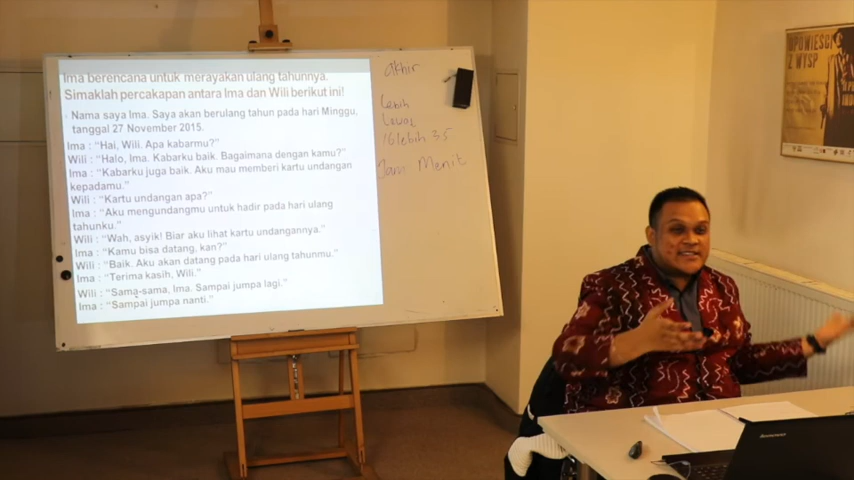 Ima berencana untuk merayakan ulang tahunnya.
Simaklah percakapan antara Ima dan Wili berikut ini!
Nama saya Ima. Saya akan berulang tahun pada hari Minggu,
tanggal 27 November 2015.
Ima : "Hai, Wili. Apa kabarmu?"
Wili : "Halo, Ima. Kabarku baik. Bagaimana dengan kamu?"
Ima : "Kabarku juga baik. Aku mau memberi kartu undangan
kepadamu."
Wili : "Kartu undangan apa?"
Ima : "Aku mengundangmu untuk hadir pada hari ulang
tahunku."
Wili : "Wah, asyik! Biar aku lihat kartu undangannya."
Ima : "Kamu bisa datang, kan?"
Wili : "Baik. Aku akan datang pada hari ulang tahunmu."
Ima : "Terima kasih, Wili."
Wili : "Sama-sama, Ima. Sampai jumpa lagi."
Ima : "Sampai jumpa nanti."
akhir
Lebih
Lewat
16 lebih 35
Jam Menit
OPOWIEŚCI
Z WYSP
lenovo